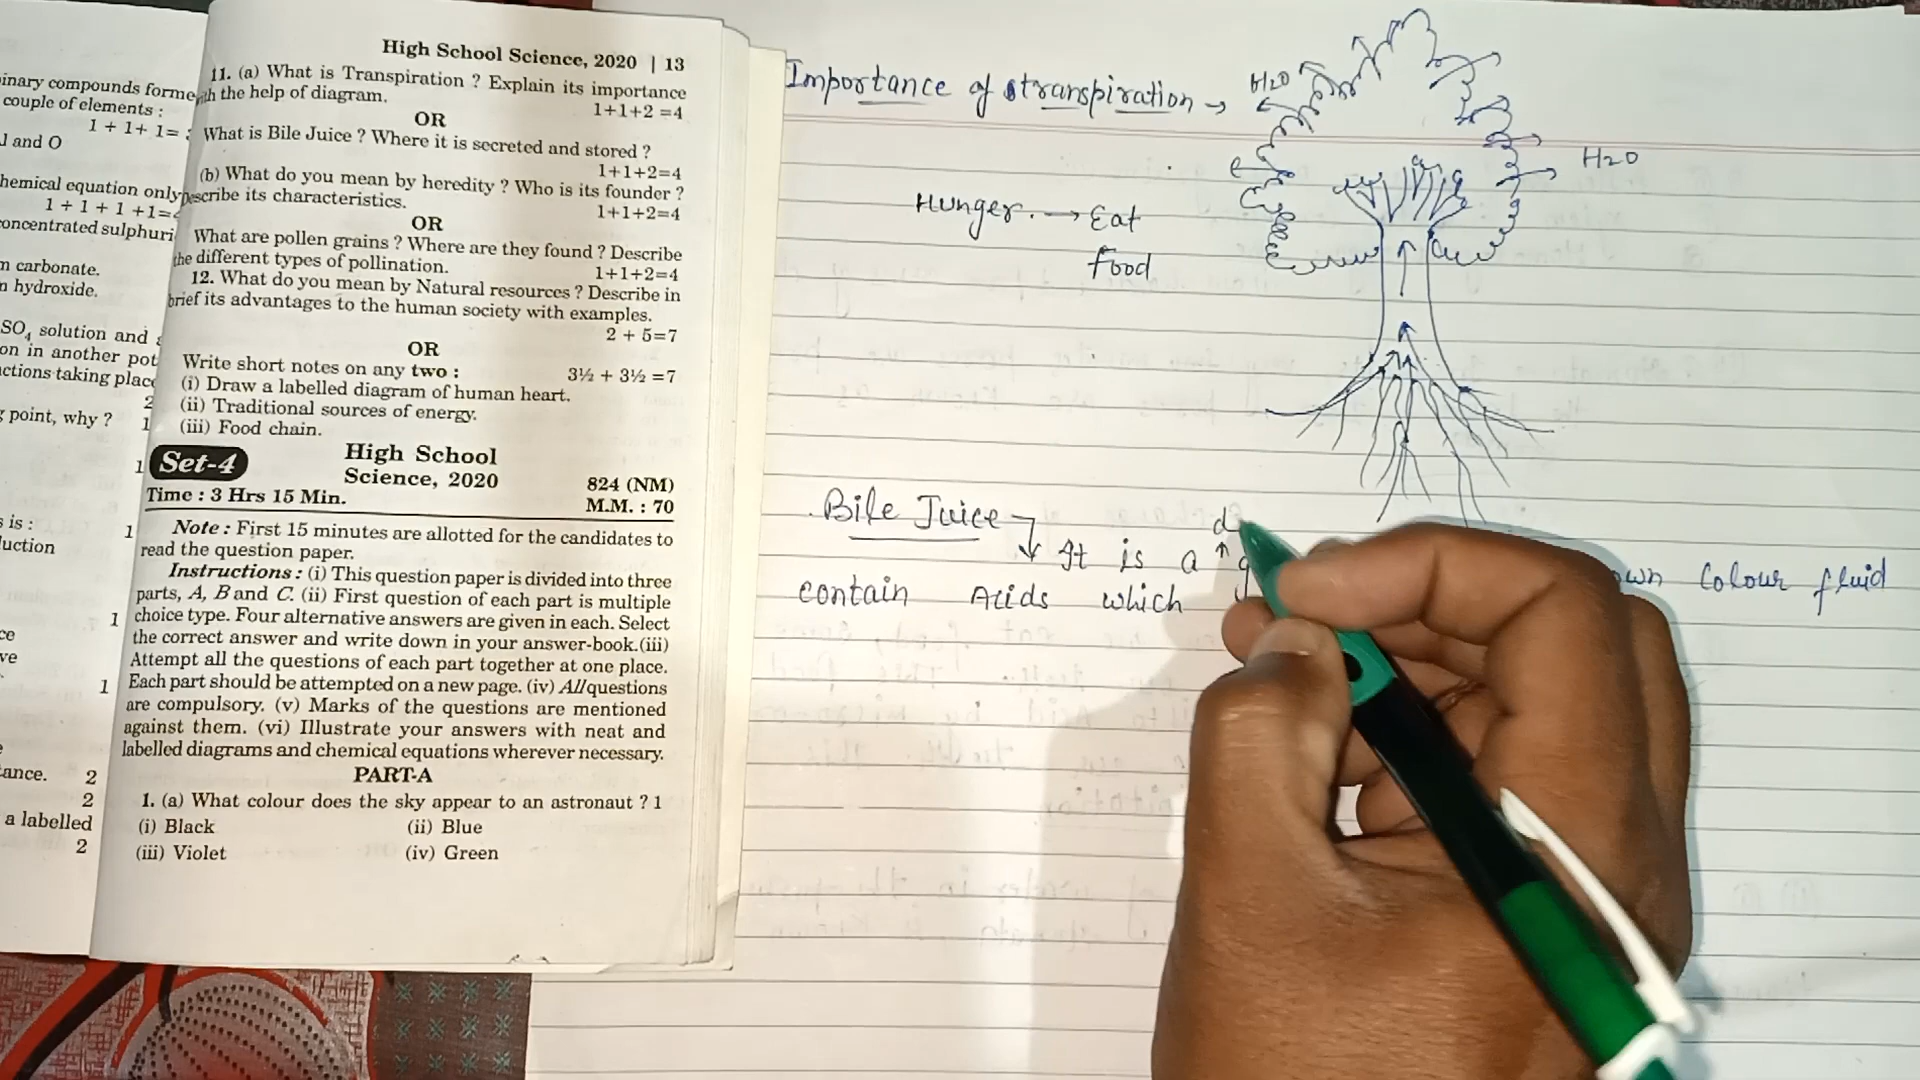 High School Science, 2020 | 13
11. (a) What is Transpiration ? Explain its importance
with the help of diagram.
1+1+2 =4
OR
What is Bile Juice ? Where it is secreted and stored ?
1+1+2=4
(b) What do you mean by heredity ? Who is its founder ?
Describe its characteristics.
1+1+2=4
OR
What are pollen grains ? Where are they found ? Describe
the different types of pollination.
1+1+2=4
12. What do you mean by Natural resources ? Describe in
brief its advantages to the human society with examples.
2 + 5=7
OR
Write short notes on any two :
3½ + 3½ =7
(i) Draw a labelled diagram of human heart.
(ii) Traditional sources of energy.
(iii) Food chain.
Set-4
High School
Science, 2020
824 (NM)
Time : 3 Hrs 15 Min.
M.M. : 70
Note : First 15 minutes are allotted for the candidates to
read the question paper.
Instructions : (i) This question paper is divided into three
parts, A, B and C. (ii) First question of each part is multiple
choice type. Four alternative answers are given in each. Select
the correct answer and write down in your answer-book.(iii)
Attempt all the questions of each part together at one place.
Each part should be attempted on a new page. (iv) All questions
are compulsory. (v) Marks of the questions are mentioned
against them. (vi) Illustrate your answers with neat and
labelled diagrams and chemical equations wherever necessary.
PART-A
1. (a) What colour does the sky appear to an astronaut ? 1
(i) Black (ii) Blue
(iii) Violet (iv) Green
compounds
couple of elements :
1 + 1+ 1=
and O
chemical equation only
1 + 1 + 1 +1=
concentrated
carbonate.
hydroxide.
SO4 solution and
on in another pot
actions taking place
2
point, why ?
1
1
is :
1
1
1
2
2
a labelled
2
Importance of transpiration →
H2O
H2O
Hunger. → Eat
food
Bile Juice
It is a
own Colour fluid
contain Acids which